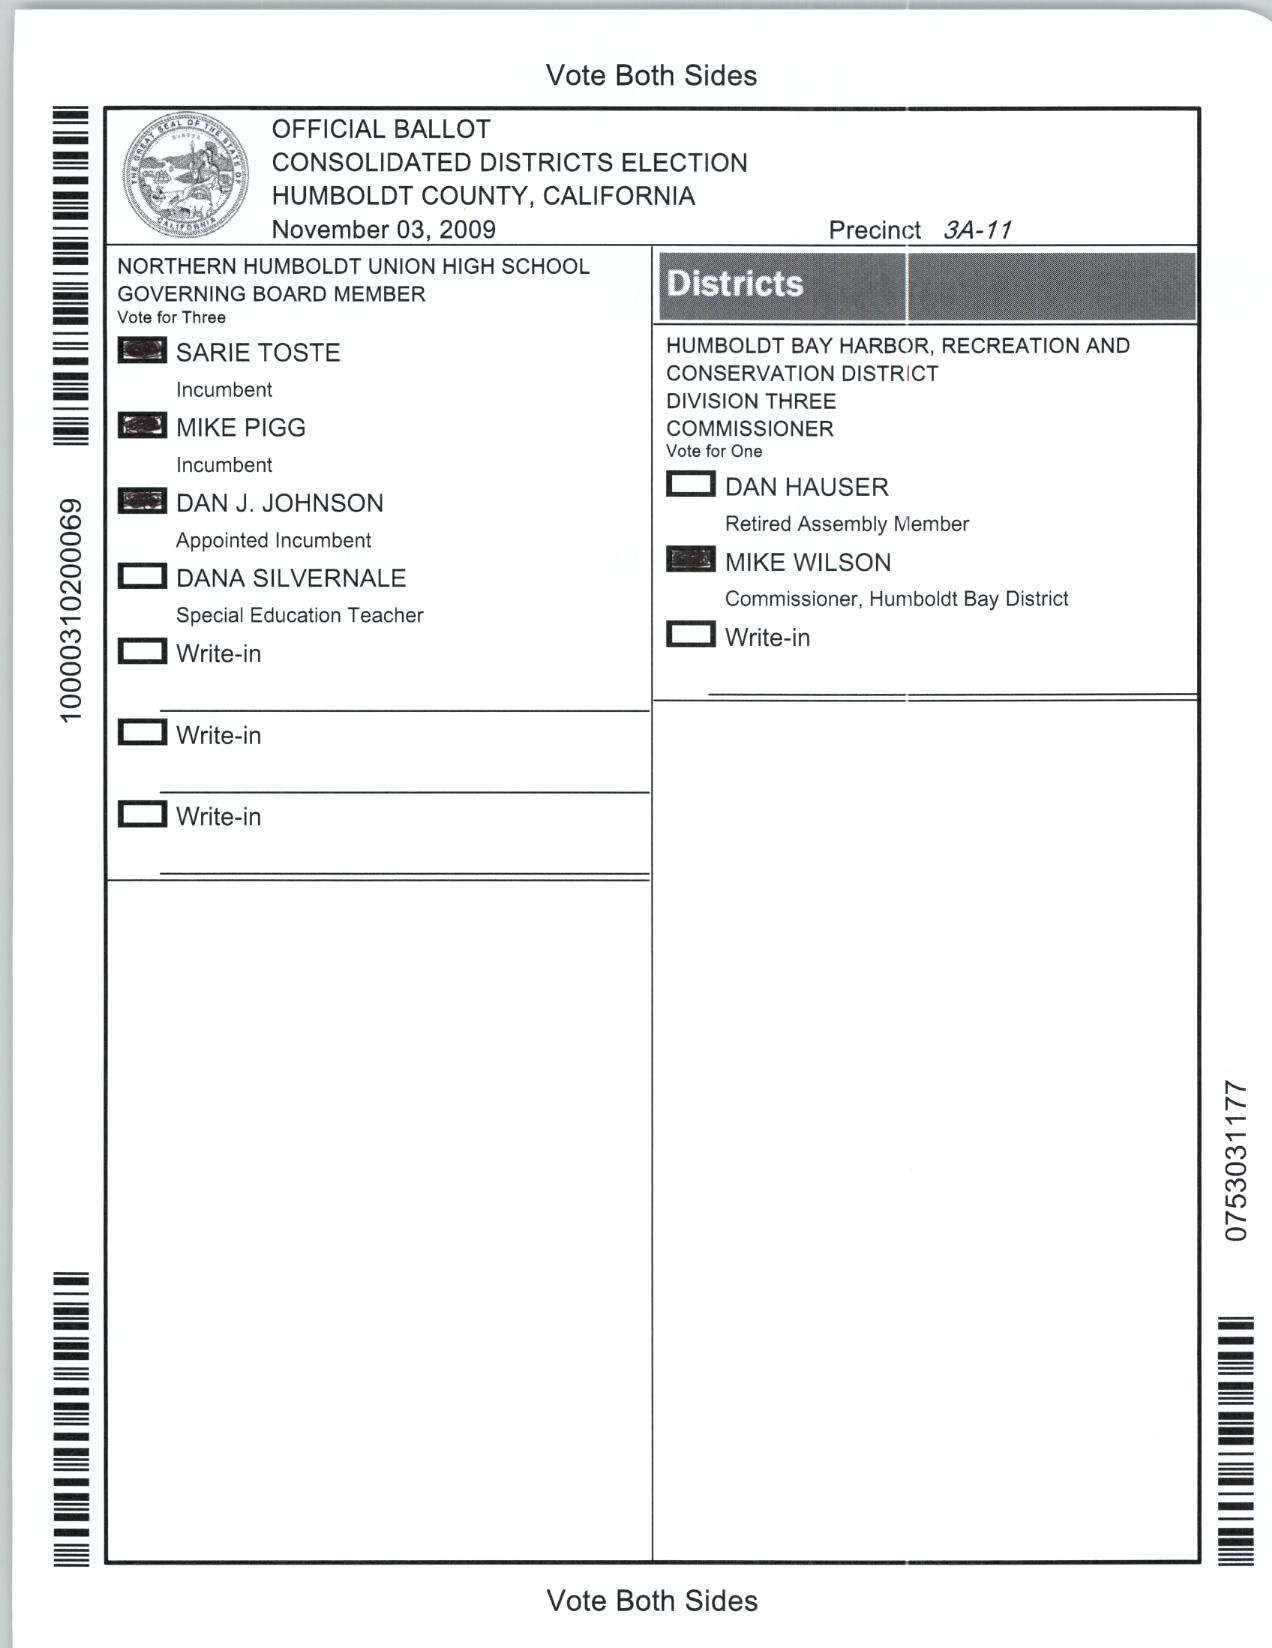 Vote Both Sides
THE GREAT SEAL OF THE STATE OF CALIFORNIA
EUREKA
OFFICIAL BALLOT
CONSOLIDATED DISTRICTS ELECTION
HUMBOLDT COUNTY, CALIFORNIA
November 03, 2009
Precinct 3A-11
NORTHERN HUMBOLDT UNION HIGH SCHOOL
GOVERNING BOARD MEMBER
Vote for Three
SARIE TOSTE
Incumbent
MIKE PIGG
Incumbent
DAN J. JOHNSON
Appointed Incumbent
DANA SILVERNALE
Special Education Teacher
Write-in
Write-in
Write-in
Districts
HUMBOLDT BAY HARBOR, RECREATION AND
CONSERVATION DISTRICT
DIVISION THREE
COMMISSIONER
Vote for One
DAN HAUSER
Retired Assembly Member
MIKE WILSON
Commissioner, Humboldt Bay District
Write-in
10000310200069
0753031177
Vote Both Sides